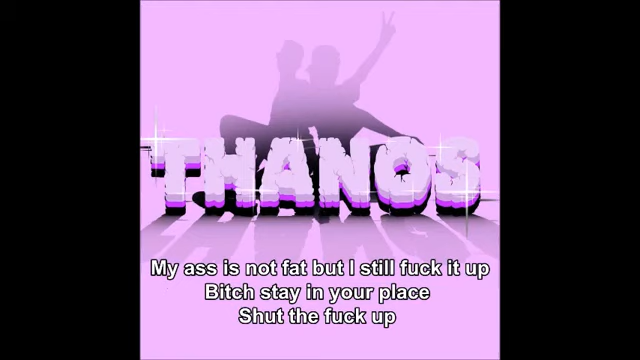 THANOS
My ass is not fat but I still fuck it up
Bitch stay in your place
Shut the fuck up